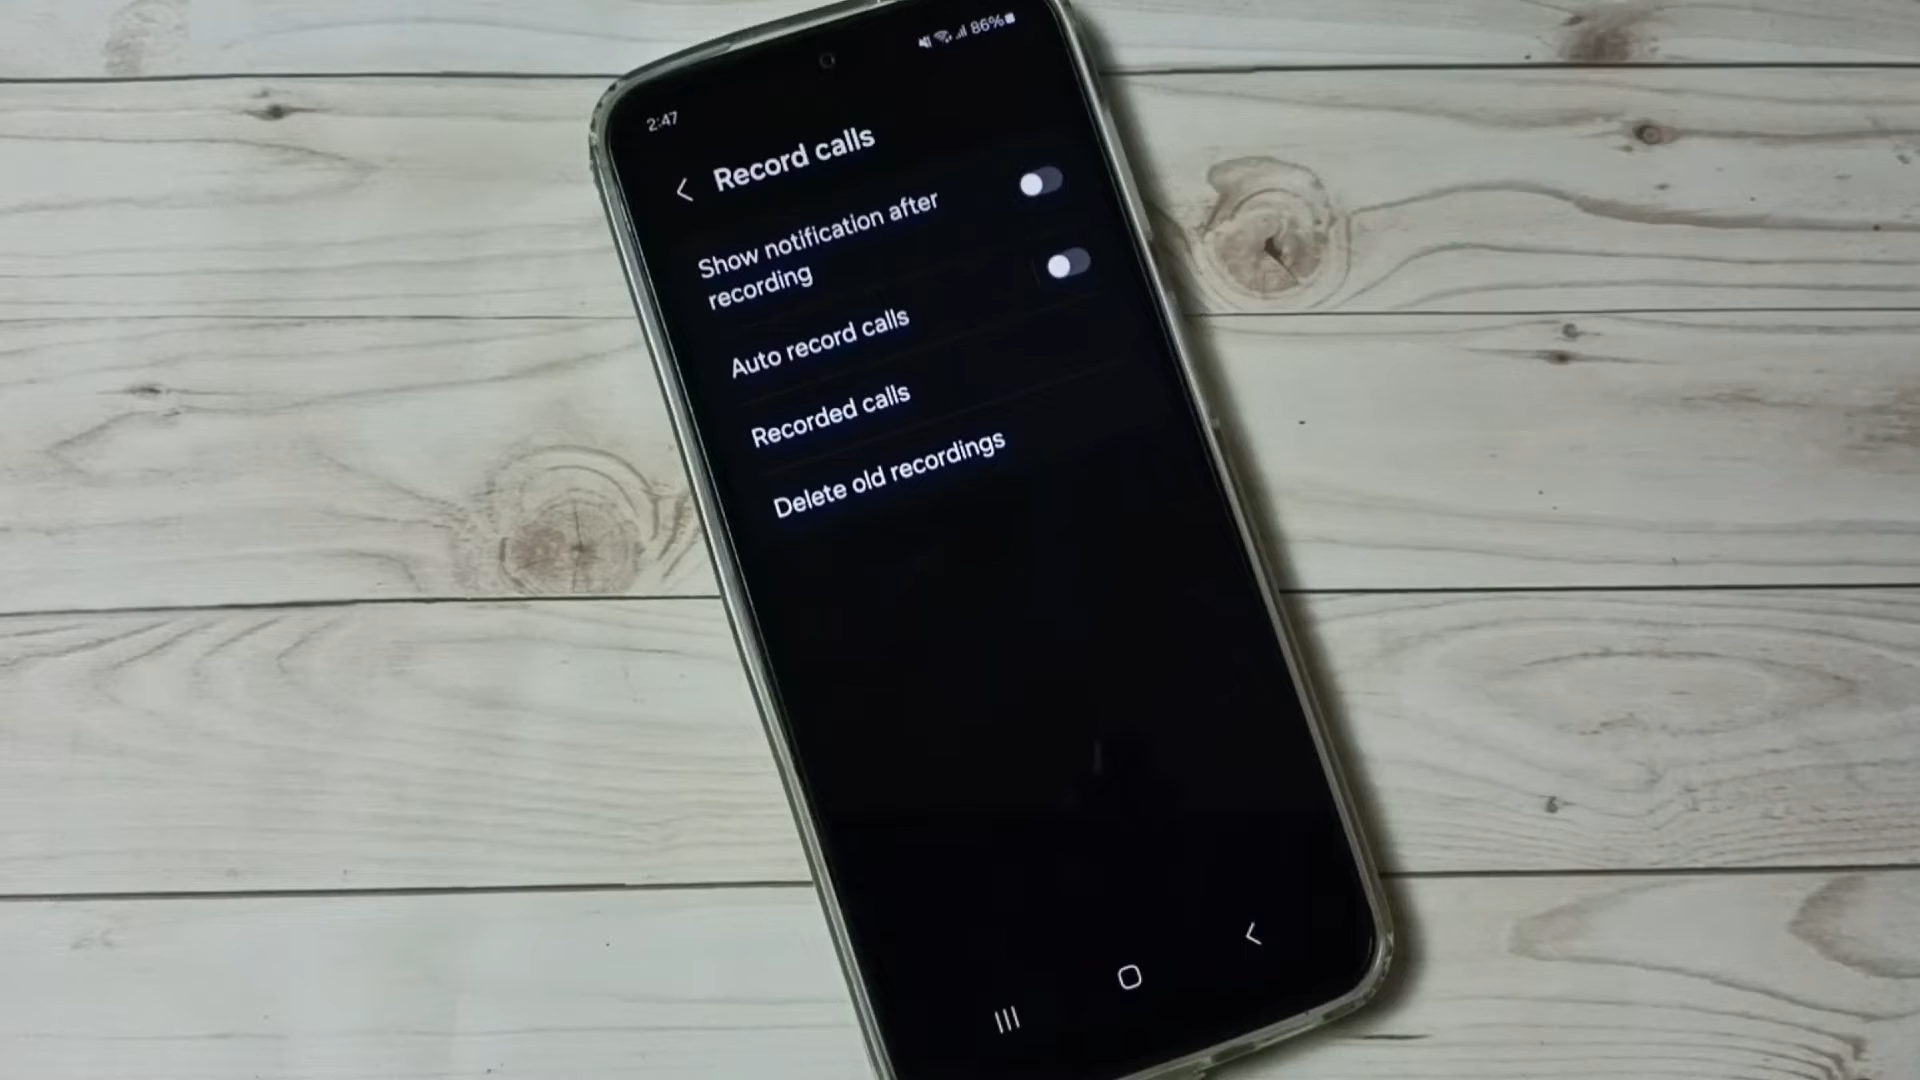 2:47
86%
Record calls
Show notification after
recording
Auto record calls
Recorded calls
Delete old recordings